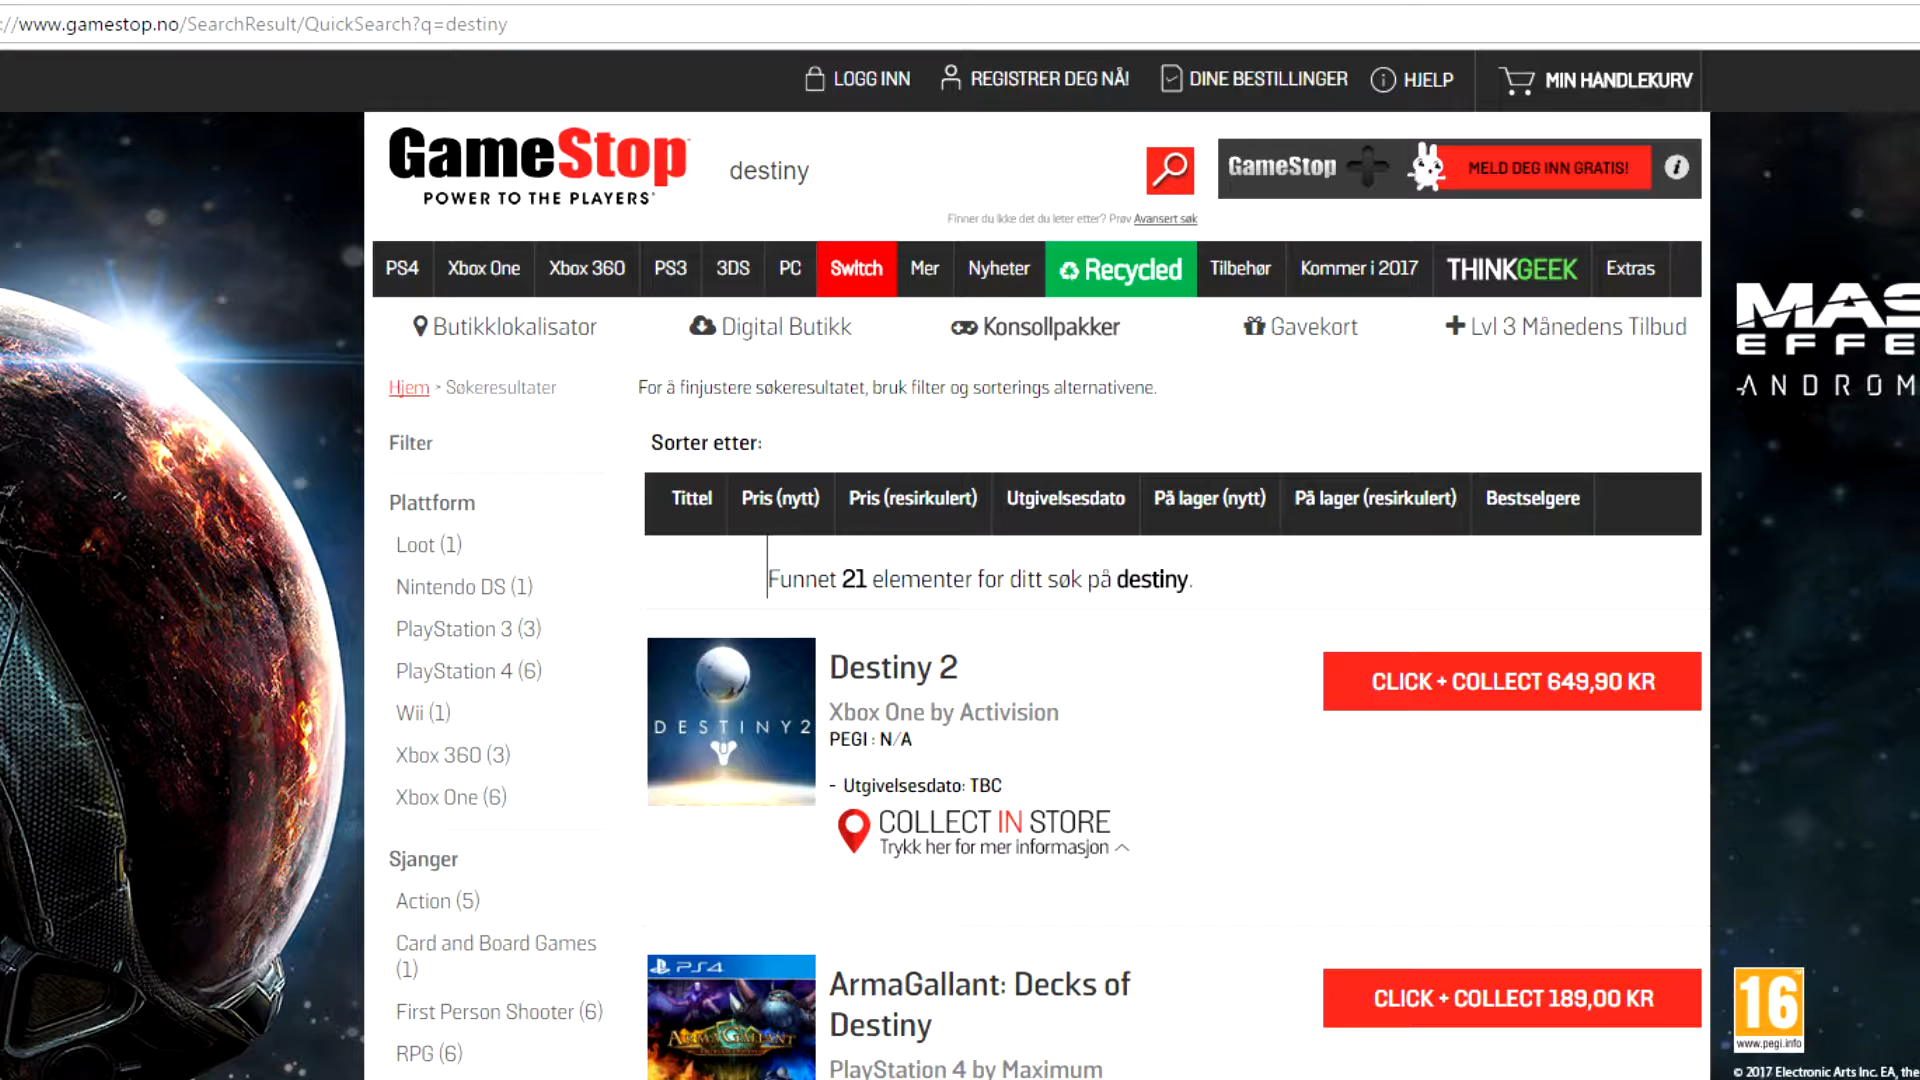 ://www.gamestop.no/SearchResult/QuickSearch?q=destiny
LOGG INN REGISTRER DEG NÅ! DINE BESTILLINGER HJELP MIN HANDLEKURV
GameStop
POWER TO THE PLAYERS
destiny
GameStop MELD DEG INN GRATIS!
Finner du ikke det du leter etter? Prøv Avansert søk
PS4 Xbox One Xbox 360 PS3 3DS PC Switch Mer Nyheter Recycled Tilbehør Kommer i 2017 THINKGEEK Extras
Butikklokalisator Digital Butikk Konsollpakker Gavekort Lvl 3 Månedens Tilbud
MAS
EFFE
ANDROM
Hjem > Søkeresultater
For å finjustere søkeresultatet, bruk filter og sorterings alternativene.
Filter
Sorter etter:
Plattform
Loot (1)
Nintendo DS (1)
PlayStation 3 (3)
PlayStation 4 (6)
Wii (1)
Xbox 360 (3)
Xbox One (6)
Sjanger
Action (5)
Card and Board Games
(1)
First Person Shooter (6)
RPG (6)
Tittel Pris (nytt) Pris (resirkulert) Utgivelsesdato På lager (nytt) På lager (resirkulert) Bestselgere
Funnet 21 elementer for ditt søk på destiny.
DESTINY 2
Destiny 2
Xbox One by Activision
PEGI : N/A
- Utgivelsesdato: TBC
COLLECT IN STORE
Trykk her for mer informasjon
CLICK + COLLECT 649,90 KR
PS4
ARMAGALLANT
ArmaGallant: Decks of
Destiny
PlayStation 4 by Maximum
CLICK + COLLECT 189,00 KR
16
www.pegi.info
© 2017 Electronic Arts Inc. EA, the